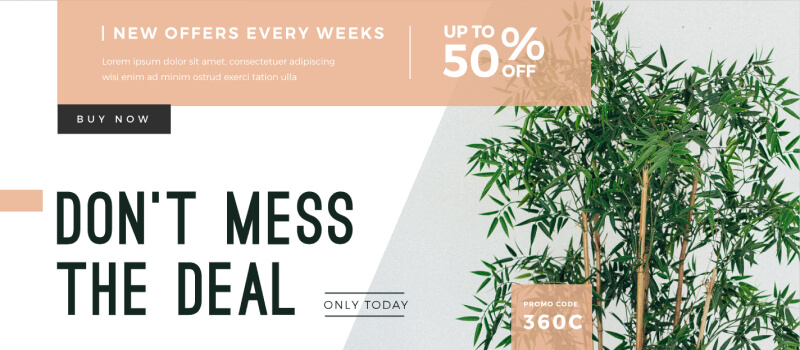 NEW OFFERS EVERY WEEKS
Lorem ipsum dolor sit amet, consectetuer adipiscing
wisi enim ad minim ostrud exerci tation ulla
UP TO
50%
OFF
BUY NOW
DON'T MESS
THE DEAL
ONLY TODAY
PROMO CODE
360C